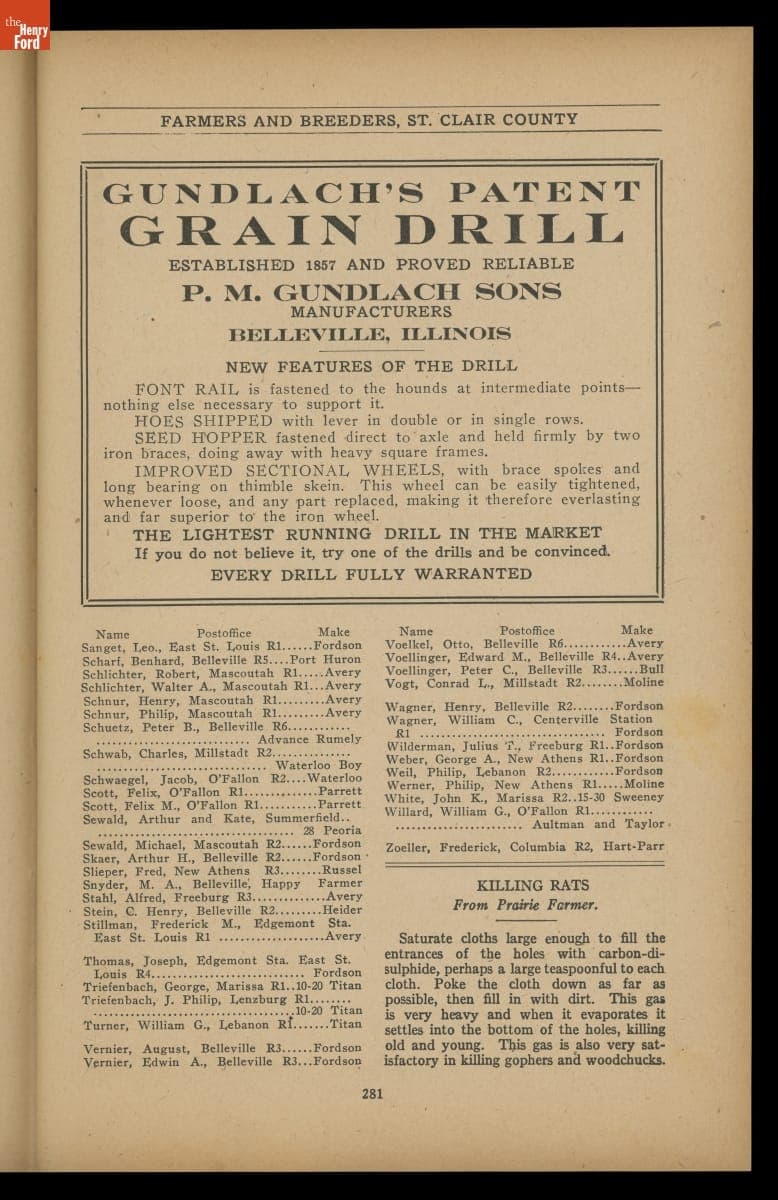 the
Henry
Ford
FARMERS AND BREEDERS, ST. CLAIR COUNTY
GUNDLACH'S PATENT
GRAIN DRILL
ESTABLISHED 1857 AND PROVED RELIABLE
P. M. GUNDLACH SONS
MANUFACTURERS
BELLEVILLE, ILLINOIS
NEW FEATURES OF THE DRILL
FONT RAIL is fastened to the hounds at intermediate points—
nothing else necessary to support it.
HOES SHIPPED with lever in double or in single rows.
SEED HOPPER fastened direct to axle and held firmly by two
iron braces, doing away with heavy square frames.
IMPROVED SECTIONAL WHEELS, with brace spokes and
long bearing on thimble skein. This wheel can be easily tightened,
whenever loose, and any part replaced, making it therefore everlasting
and far superior to the iron wheel.
THE LIGHTEST RUNNING DRILL IN THE MARKET
If you do not believe it, try one of the drills and be convinced.
EVERY DRILL FULLY WARRANTED
Name Postoffice Make
Sanget, Leo., East St. Louis R1......Fordson
Scharf, Benhard, Belleville R5....Port Huron
Schlichter, Robert, Mascoutah R1.....Avery
Schlichter, Walter A., Mascoutah R1...Avery
Schnur, Henry, Mascoutah R1.........Avery
Schnur, Philip, Mascoutah R1.........Avery
Schuetz, Peter B., Belleville R6............
............................ Advance Rumely
Schwab, Charles, Millstadt R2...............
............................... Waterloo Boy
Schwaegel, Jacob, O'Fallon R2....Waterloo
Scott, Felix, O'Fallon R1..............Parrett
Scott, Felix M., O'Fallon R1...........Parrett
Sewald, Arthur and Kate, Summerfield..
................................... 28 Peoria
Sewald, Michael, Mascoutah R2......Fordson
Skaer, Arthur H., Belleville R2......Fordson
Slieper, Fred, New Athens R3........Russel
Snyder, M. A., Belleville, Happy Farmer
Stahl, Alfred, Freeburg R3.............Avery
Stein, C. Henry, Belleville R2.........Heider
Stillman, Frederick M., Edgemont Sta.
East St. Louis R1 ...................Avery
Thomas, Joseph, Edgemont Sta. East St.
Louis R4............................ Fordson
Triefenbach, George, Marissa R1..10-20 Titan
Triefenbach, J. Philip, Lenzburg R1........
.....................................10-20 Titan
Turner, William G., Lebanon R1.......Titan
Vernier, August, Belleville R3......Fordson
Vernier, Edwin A., Belleville R3...Fordson
Name Postoffice Make
Voelkel, Otto, Belleville R6............Avery
Voellinger, Edward M., Belleville R4..Avery
Voellinger, Peter C., Belleville R3......Bull
Vogt, Conrad L., Millstadt R2........Moline
Wagner, Henry, Belleville R2........Fordson
Wagner, William C., Centerville Station
R1 .................................. Fordson
Wilderman, Julius T., Freeburg R1..Fordson
Weber, George A., New Athens R1..Fordson
Weil, Philip, Lebanon R2............Fordson
Werner, Philip, New Athens R1.....Moline
White, John K., Marissa R2..15-30 Sweeney
Willard, William G., O'Fallon R1............
....................... Aultman and Taylor
Zoeller, Frederick, Columbia R2, Hart-Parr
KILLING RATS
From Prairie Farmer.
Saturate cloths large enough to fill the
entrances of the holes with carbon-di-
sulphide, perhaps a large teaspoonful to each
cloth. Poke the cloth down as far as
possible, then fill in with dirt. This gas
is very heavy and when it evaporates it
settles into the bottom of the holes, killing
old and young. This gas is also very sat-
isfactory in killing gophers and woodchucks.
281